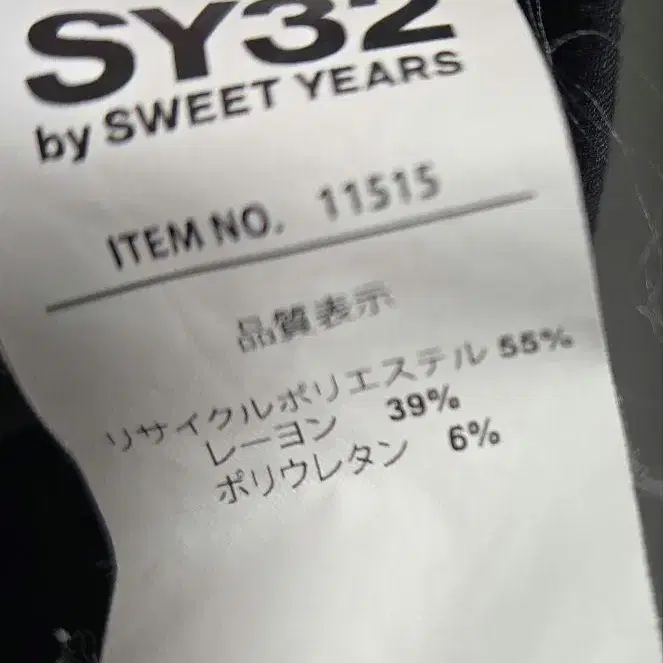 SY32
by SWEET YEARS
ITEM NO. 11515
品質表示
リサイクルポリエステル 55%
レーヨン 39%
ポリウレタン 6%